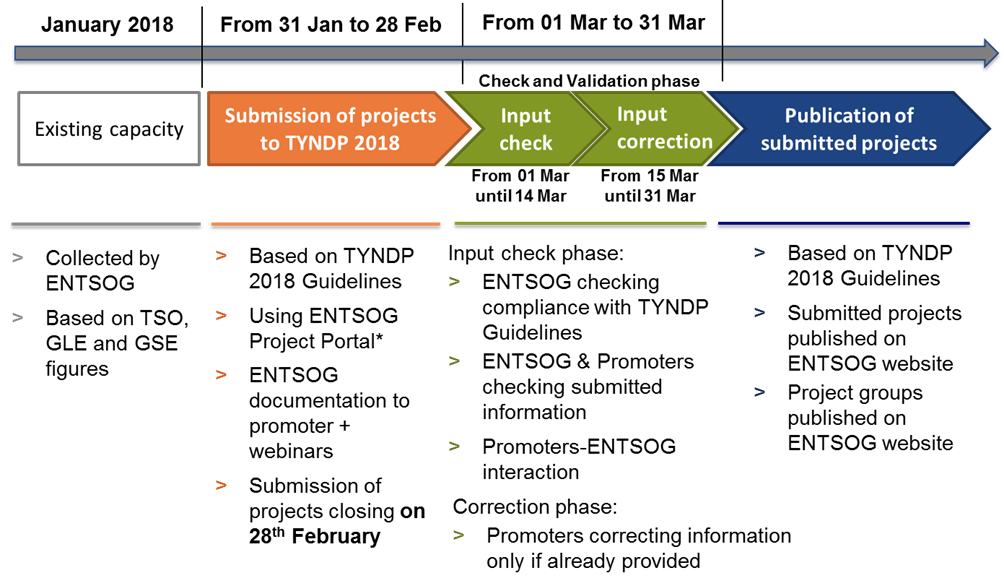 January 2018
From 31 Jan to 28 Feb
From 01 Mar to 31 Mar
Check and Validation phase
Existing capacity
Submission of projects
to TYNDP 2018
Input
check
Input
correction
Publication of
submitted projects
From 01 Mar
until 14 Mar
From 15 Mar
until 31 Mar
> Collected by
ENTSOG
> Based on TSO,
GLE and GSE
figures
> Based on TYNDP
2018 Guidelines
> Using ENTSOG
Project Portal*
> ENTSOG
documentation to
promoter +
webinars
> Submission of
projects closing on
28th February
Input check phase:
> ENTSOG checking
compliance with TYNDP
Guidelines
> ENTSOG & Promoters
checking submitted
information
> Promoters-ENTSOG
interaction
Correction phase:
> Promoters correcting information
only if already provided
> Based on TYNDP
2018 Guidelines
> Submitted projects
published on
ENTSOG website
> Project groups
published on
ENTSOG website